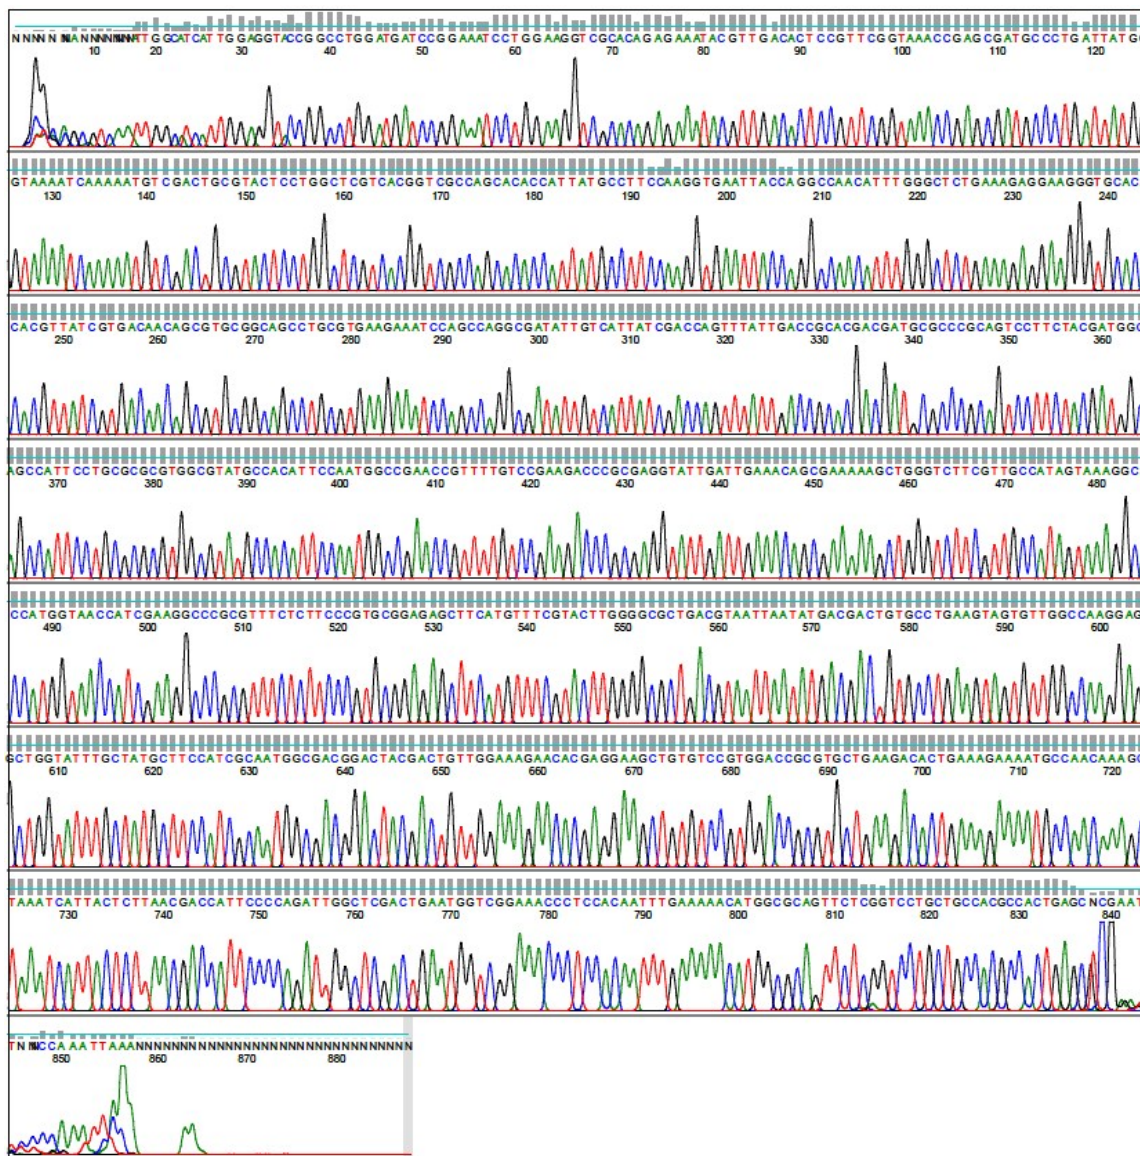 NNNNNNANNNNNNNATTGGCATCATTGGAGGTACCGGCCTGGATGATCCGGAAATCCTGGAAGGTCGCACAGAGAAATACGTTGACACTCCGTTCGGTAAACCGAGCGATGCCCTGATTATGG
10 20 30 40 50 60 70 80 90 100 110 120
GTAAAATCAAAAATGTCGACTGCGTACTCCTGGCTCGTCACGGTCGCCAGCACACCATTATGCCTTCCAAGGTGAATTACCAGGCCAACATTTGGGCTCTGAAAGAGGAAGGGTGCAC
130 140 150 160 170 180 190 200 210 220 230 240
CACGTTATCGTGACAACAGCGTGCGGCAGCCTGCGTGAAGAAATCCAGCCAGGCGATATTGTCATTATCGACCAGTTTATTGACCGCACGACGATGCGCCCGCAGTCCTTCTACGATGGC
250 260 270 280 290 300 310 320 330 340 350 360
AGCCATTCCTGCGCGCGTGGCGTATGCCACATTCCAATGGCCGAACCGTTTTGTCCGAAGACCCGCGAGGTATTGATTGAAACAGCGAAAAAGCTGGGTCTTCGTTGCCATAGTAAAGGC
370 380 390 400 410 420 430 440 450 460 470 480
CCATGGTAACCATCGAAGGCCCGCGTTTCTCTTCCCGTGCGGAGAGCTTCATGTTTCGTACTTGGGGCGCTGACGTAATTAATATGACGACTGTGCCTGAAGTAGTGTTGGCCAAGGAG
490 500 510 520 530 540 550 560 570 580 590 600
GCTGGTATTTGCTATGCTTCCATCGCAATGGCGACGGACTACGACTGTTGGAAAGAACACGAGGAAGCTGTGTCCGTGGACCGCGTGCTGAAGACACTGAAAGAAAATGCCAACAAAGC
610 620 630 640 650 660 670 680 690 700 710 720
TAAATCATTACTCTTAACGACCATTCCCCAGATTGGCTCGACTGAATGGTCGGAAACCCTCCACAATTTGAAAAACATGGCGCAGTTCTCGGTCCTGCTGCCACGCCACTGAGCNCGAAT
730 740 750 760 770 780 790 800 810 820 830 840
TNNNCCAAATTAAANNNNNNNNNNNNNNNNNNNNNNNNNNNNNN
850 860 870 880